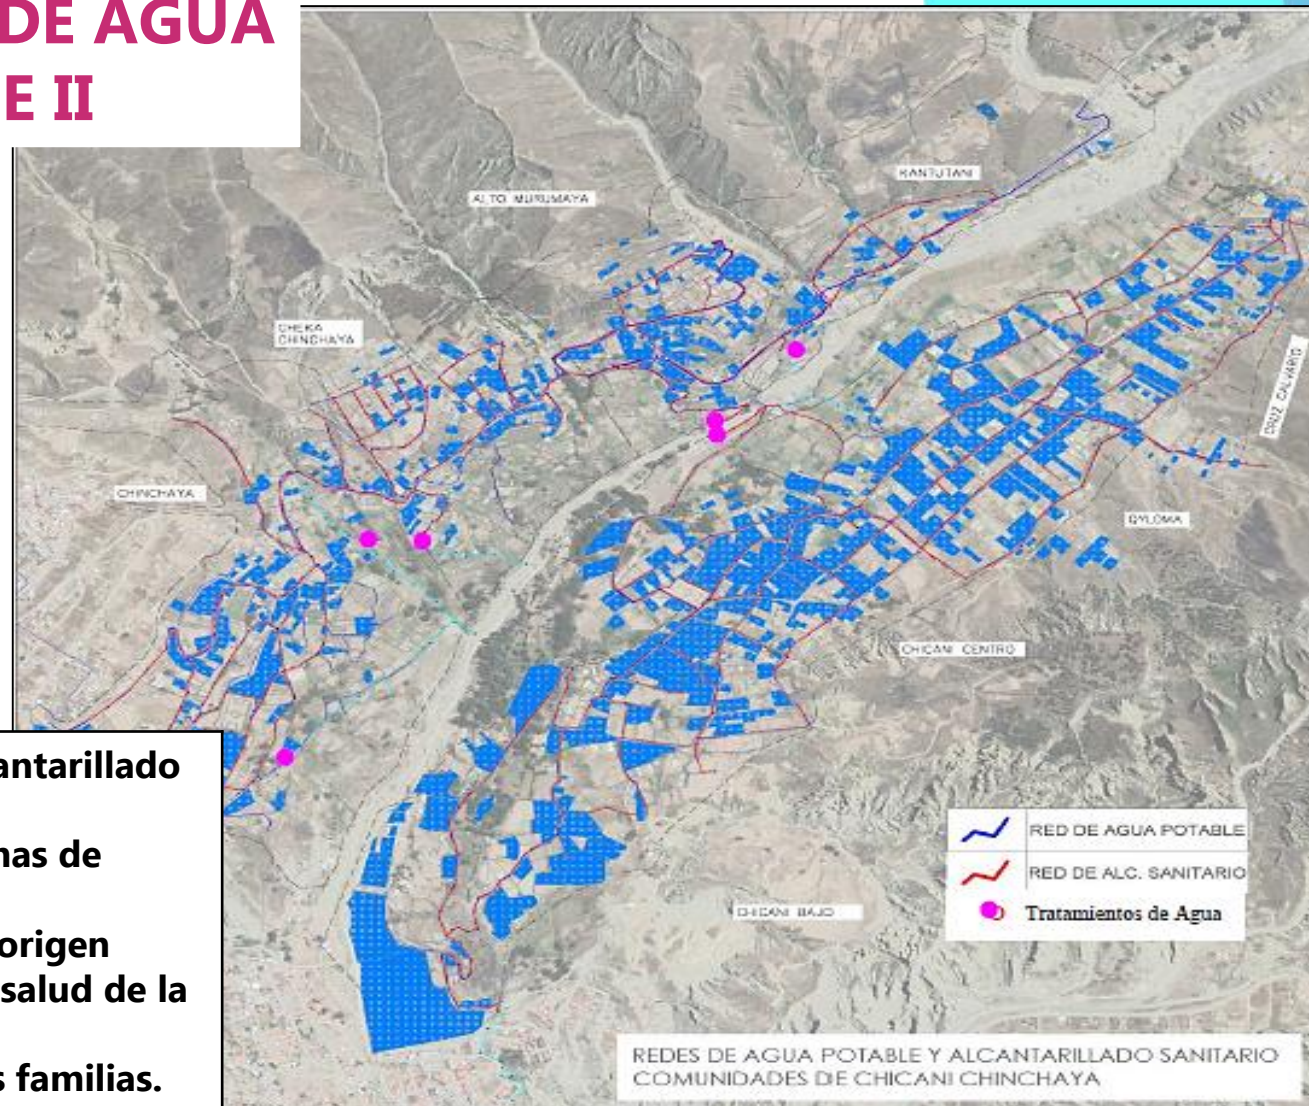 DE AGUA
E II
KANTUTANI
ALTO MURUMAYA
CHEKA
CHINCHAYA
CRUZ CALVARIO
CHINCHAYA
QYLOMA
CHICANI CENTRO
antarillado
nas de
origen
salud de la
s familias.
RED DE AGUA POTABLE
RED DE ALC. SANITARIO
Tratamientos de Agua
CHICANI BAJO
REDES DE AGUA POTABLE Y ALCANTARILLADO SANITARIO
COMUNIDADES DE CHICANI CHINCHAYA